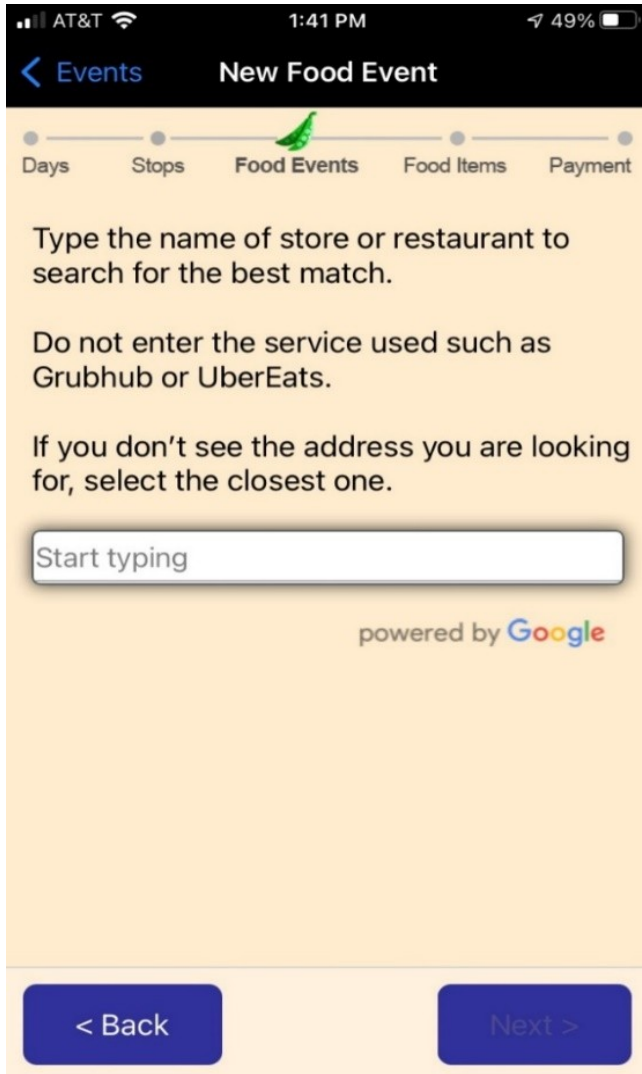 AT&T 1:41 PM 49%
Events New Food Event
Days Stops Food Events Food Items Payment
Type the name of store or restaurant to
search for the best match.
Do not enter the service used such as
Grubhub or UberEats.
If you don’t see the address you are looking
for, select the closest one.
Start typing
powered by Google
< Back Next >